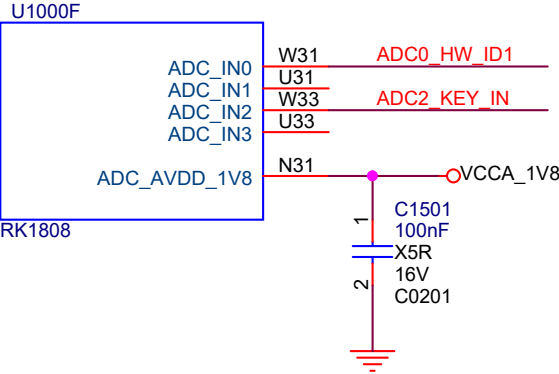 U1000F
W31 ADC0_HW_ID1
ADC_IN0
U31
ADC_IN1
W33 ADC2_KEY_IN
ADC_IN2
U33
ADC_IN3
N31
ADC_AVDD_1V8
VCCA_1V8
RK1808
1
C1501
100nF
X5R
16V
2
C0201